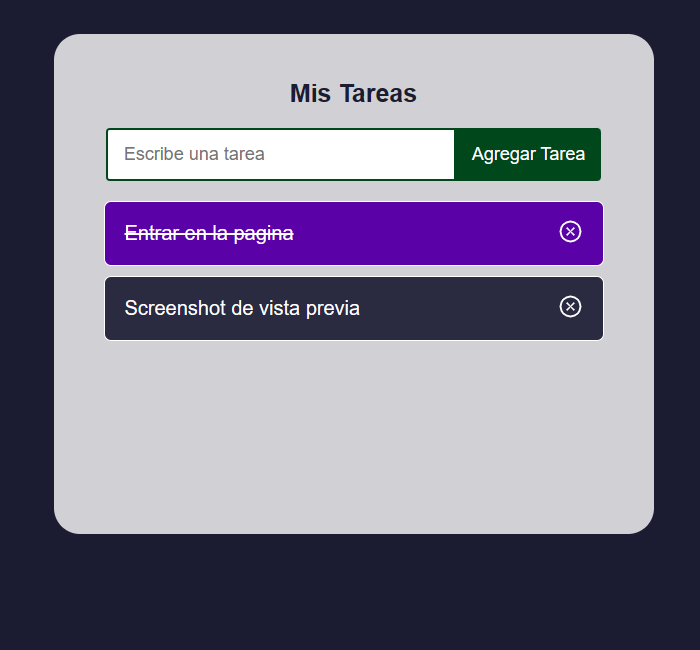 Mis Tareas
Escribe una tarea
Agregar Tarea
Entrar en la pagina
Screenshot de vista previa